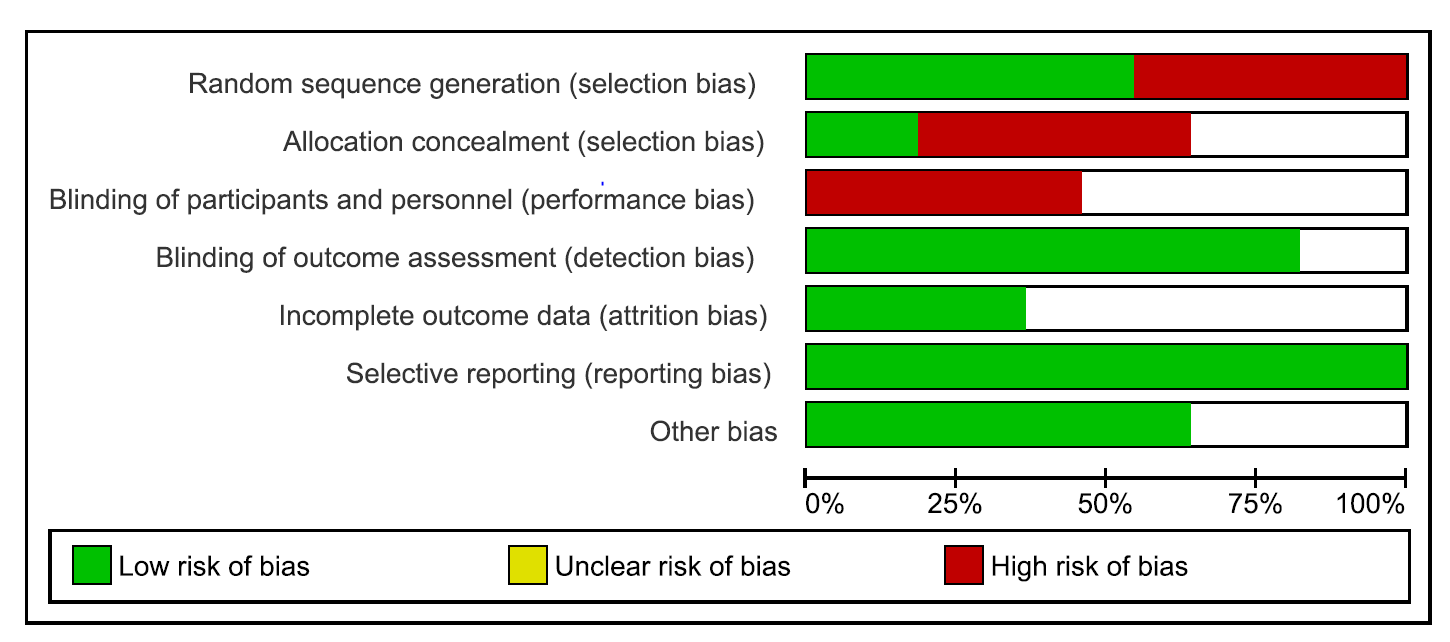 Random sequence generation (selection bias)
Allocation concealment (selection bias)
Blinding of participants and personnel (performance bias)
Blinding of outcome assessment (detection bias)
Incomplete outcome data (attrition bias)
Selective reporting (reporting bias)
Other bias
0% 25% 50% 75% 100%
Low risk of bias Unclear risk of bias High risk of bias